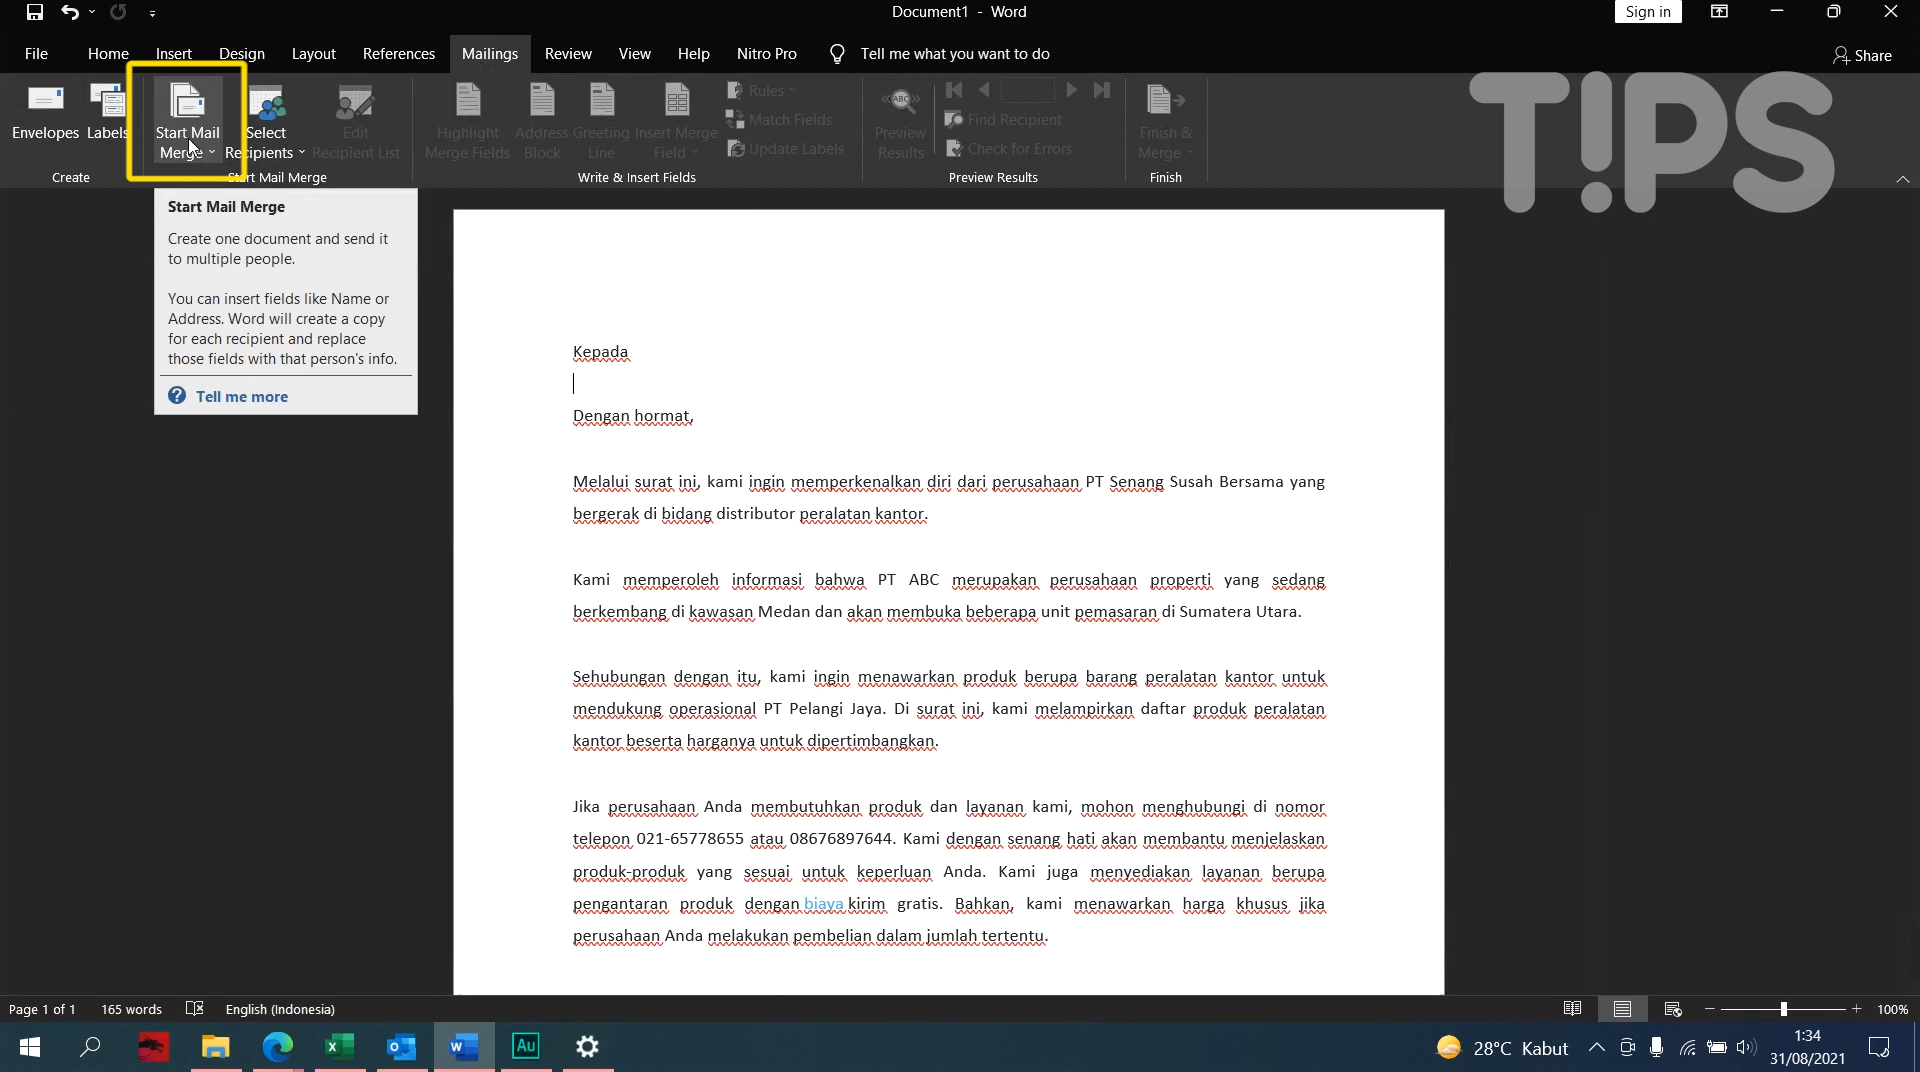 Document1 - Word
Sign in
File Home Insert Design Layout References Mailings Review View Help Nitro Pro Tell me what you want to do Share
Envelopes Labels
Start Mail Merge
Select Recipients
Edit Recipient List
Create
Start Mail Merge
Highlight Merge Fields
Address Block
Greeting Line
Insert Merge Field
Rules
Match Fields
Update Labels
Write & Insert Fields
ABC
Preview Results
Find Recipient
Check for Errors
Preview Results
Finish & Merge
Finish
T!PS
Start Mail Merge
Create one document and send it
to multiple people.
You can insert fields like Name or
Address. Word will create a copy
for each recipient and replace
those fields with that person's info.
? Tell me more
Kepada
Dengan hormat,
Melalui surat ini, kami ingin memperkenalkan diri dari perusahaan PT Senang Susah Bersama yang
bergerak di bidang distributor peralatan kantor.
Kami memperoleh informasi bahwa PT ABC merupakan perusahaan properti yang sedang
berkembang di kawasan Medan dan akan membuka beberapa unit pemasaran di Sumatera Utara.
Sehubungan dengan itu, kami ingin menawarkan produk berupa barang peralatan kantor untuk
mendukung operasional PT Pelangi Jaya. Di surat ini, kami melampirkan daftar produk peralatan
kantor beserta harganya untuk dipertimbangkan.
Jika perusahaan Anda membutuhkan produk dan layanan kami, mohon menghubungi di nomor
telepon 021-65778655 atau 08676897644. Kami dengan senang hati akan membantu menjelaskan
produk-produk yang sesuai untuk keperluan Anda. Kami juga menyediakan layanan berupa
pengantaran produk dengan biaya kirim gratis. Bahkan, kami menawarkan harga khusus jika
perusahaan Anda melakukan pembelian dalam jumlah tertentu.
Page 1 of 1 165 words English (Indonesia) 100%
Au
28°C Kabut
1:34
31/08/2021